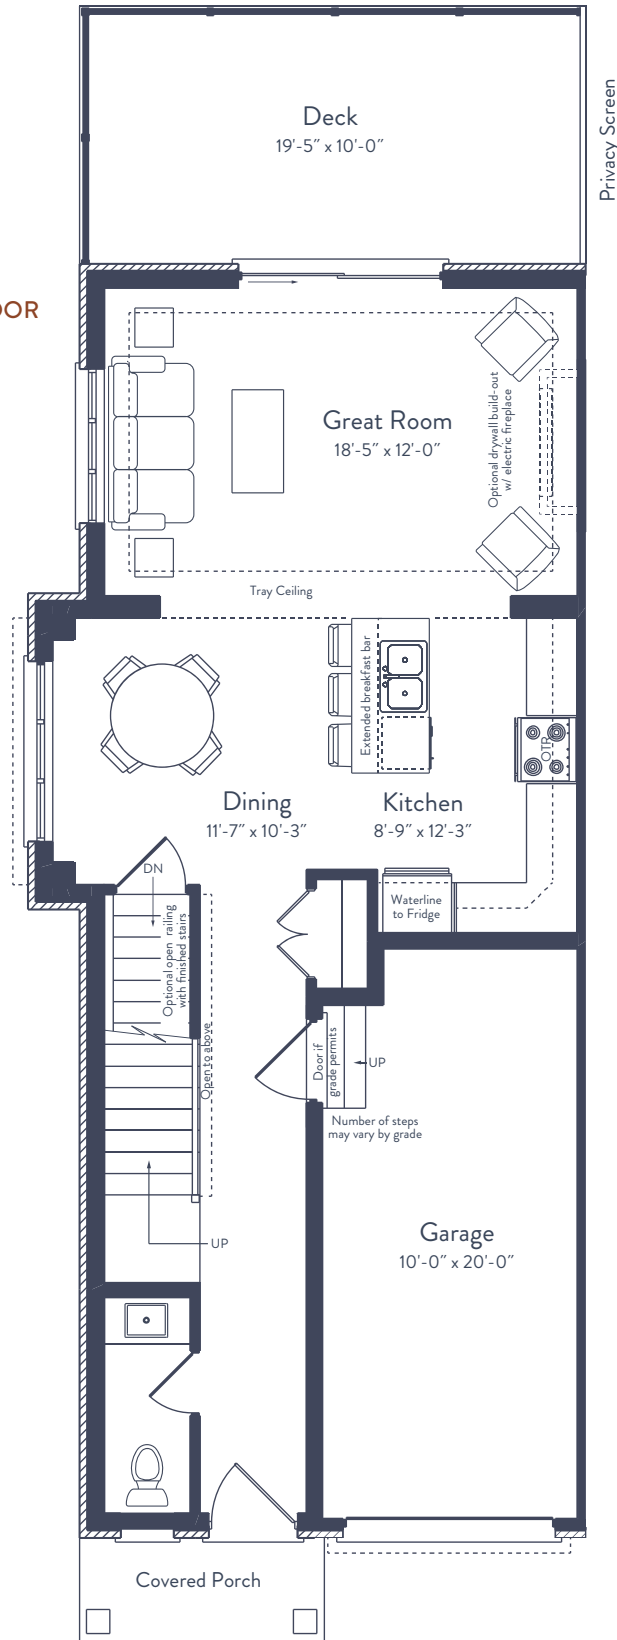 Deck
19'-5″ x 10'-0″
Privacy Screen
OOR
Great Room
18'-5″ x 12'-0″
Optional drywall build-out
w/ electric fireplace
Tray Ceiling
Extended breakfast bar
OTR
Dining
11'-7″ x 10'-3″
Kitchen
8'-9″ x 12'-3″
DN
Waterline
to Fridge
Optional open railing
with finished stairs
Open to above
Door if
grade permits
UP
Number of steps
may vary by grade
UP
Garage
10'-0″ x 20'-0″
Covered Porch